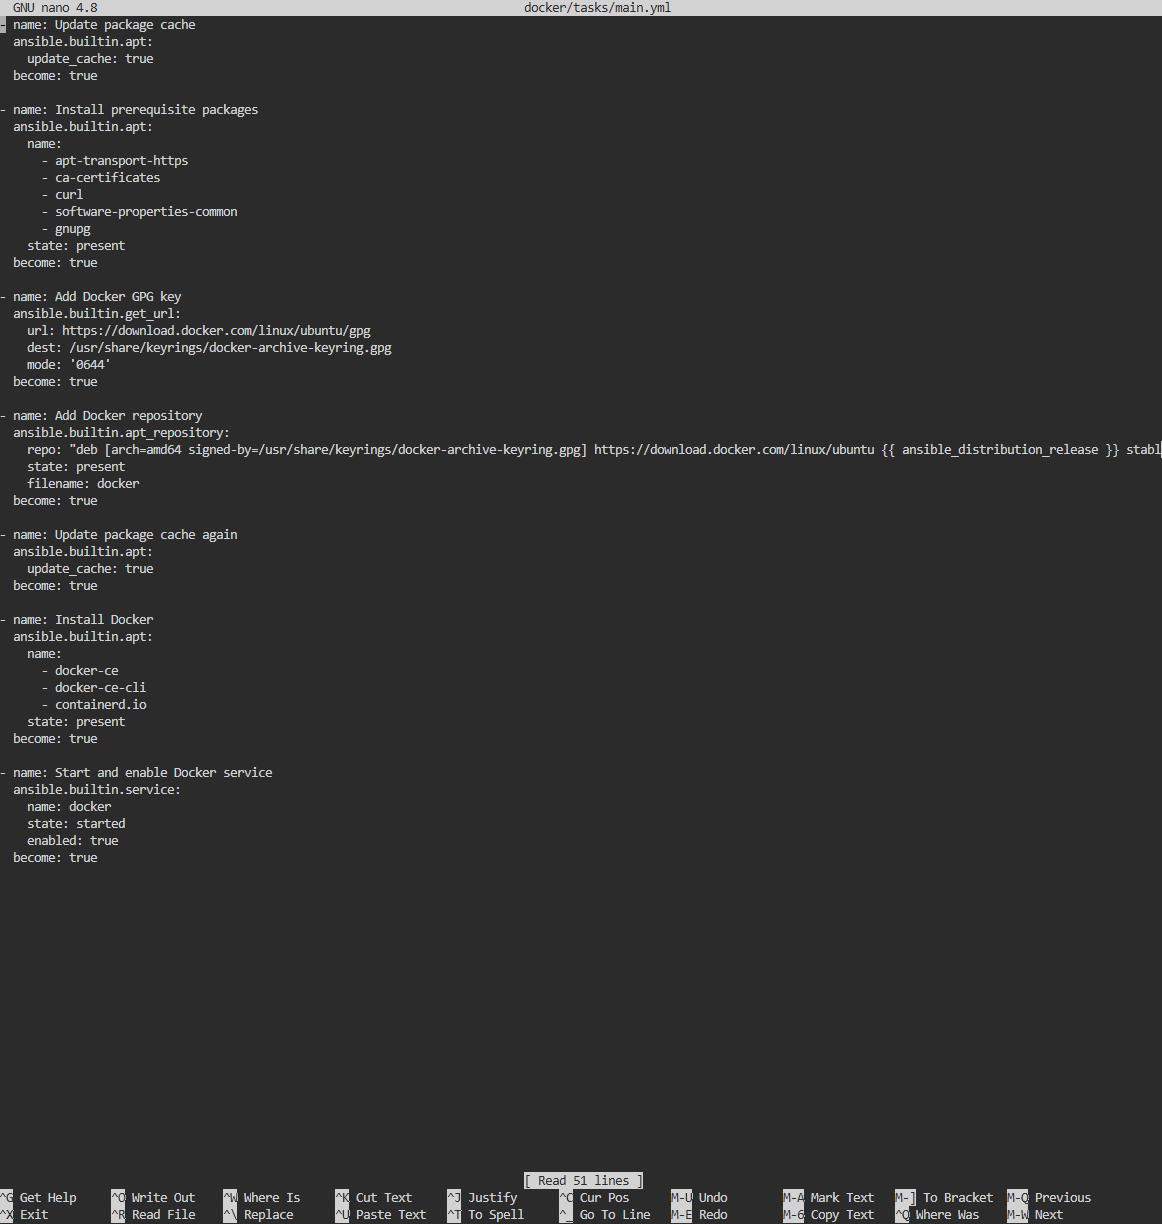 GNU nano 4.8 docker/tasks/main.yml
- name: Update package cache
  ansible.builtin.apt:
    update_cache: true
  become: true

- name: Install prerequisite packages
  ansible.builtin.apt:
    name:
      - apt-transport-https
      - ca-certificates
      - curl
      - software-properties-common
      - gnupg
    state: present
  become: true

- name: Add Docker GPG key
  ansible.builtin.get_url:
    url: https://download.docker.com/linux/ubuntu/gpg
    dest: /usr/share/keyrings/docker-archive-keyring.gpg
    mode: '0644'
  become: true

- name: Add Docker repository
  ansible.builtin.apt_repository:
    repo: "deb [arch=amd64 signed-by=/usr/share/keyrings/docker-archive-keyring.gpg] https://download.docker.com/linux/ubuntu {{ ansible_distribution_release }} stabl
    state: present
    filename: docker
  become: true

- name: Update package cache again
  ansible.builtin.apt:
    update_cache: true
  become: true

- name: Install Docker
  ansible.builtin.apt:
    name:
      - docker-ce
      - docker-ce-cli
      - containerd.io
    state: present
  become: true

- name: Start and enable Docker service
  ansible.builtin.service:
    name: docker
    state: started
    enabled: true
  become: true

[ Read 51 lines ]
^G Get Help ^O Write Out ^W Where Is ^K Cut Text ^J Justify ^C Cur Pos M-U Undo M-A Mark Text M-] To Bracket M-Q Previous
^X Exit ^R Read File ^\ Replace ^U Paste Text ^T To Spell ^_ Go To Line M-E Redo M-6 Copy Text ^Q Where Was M-W Next